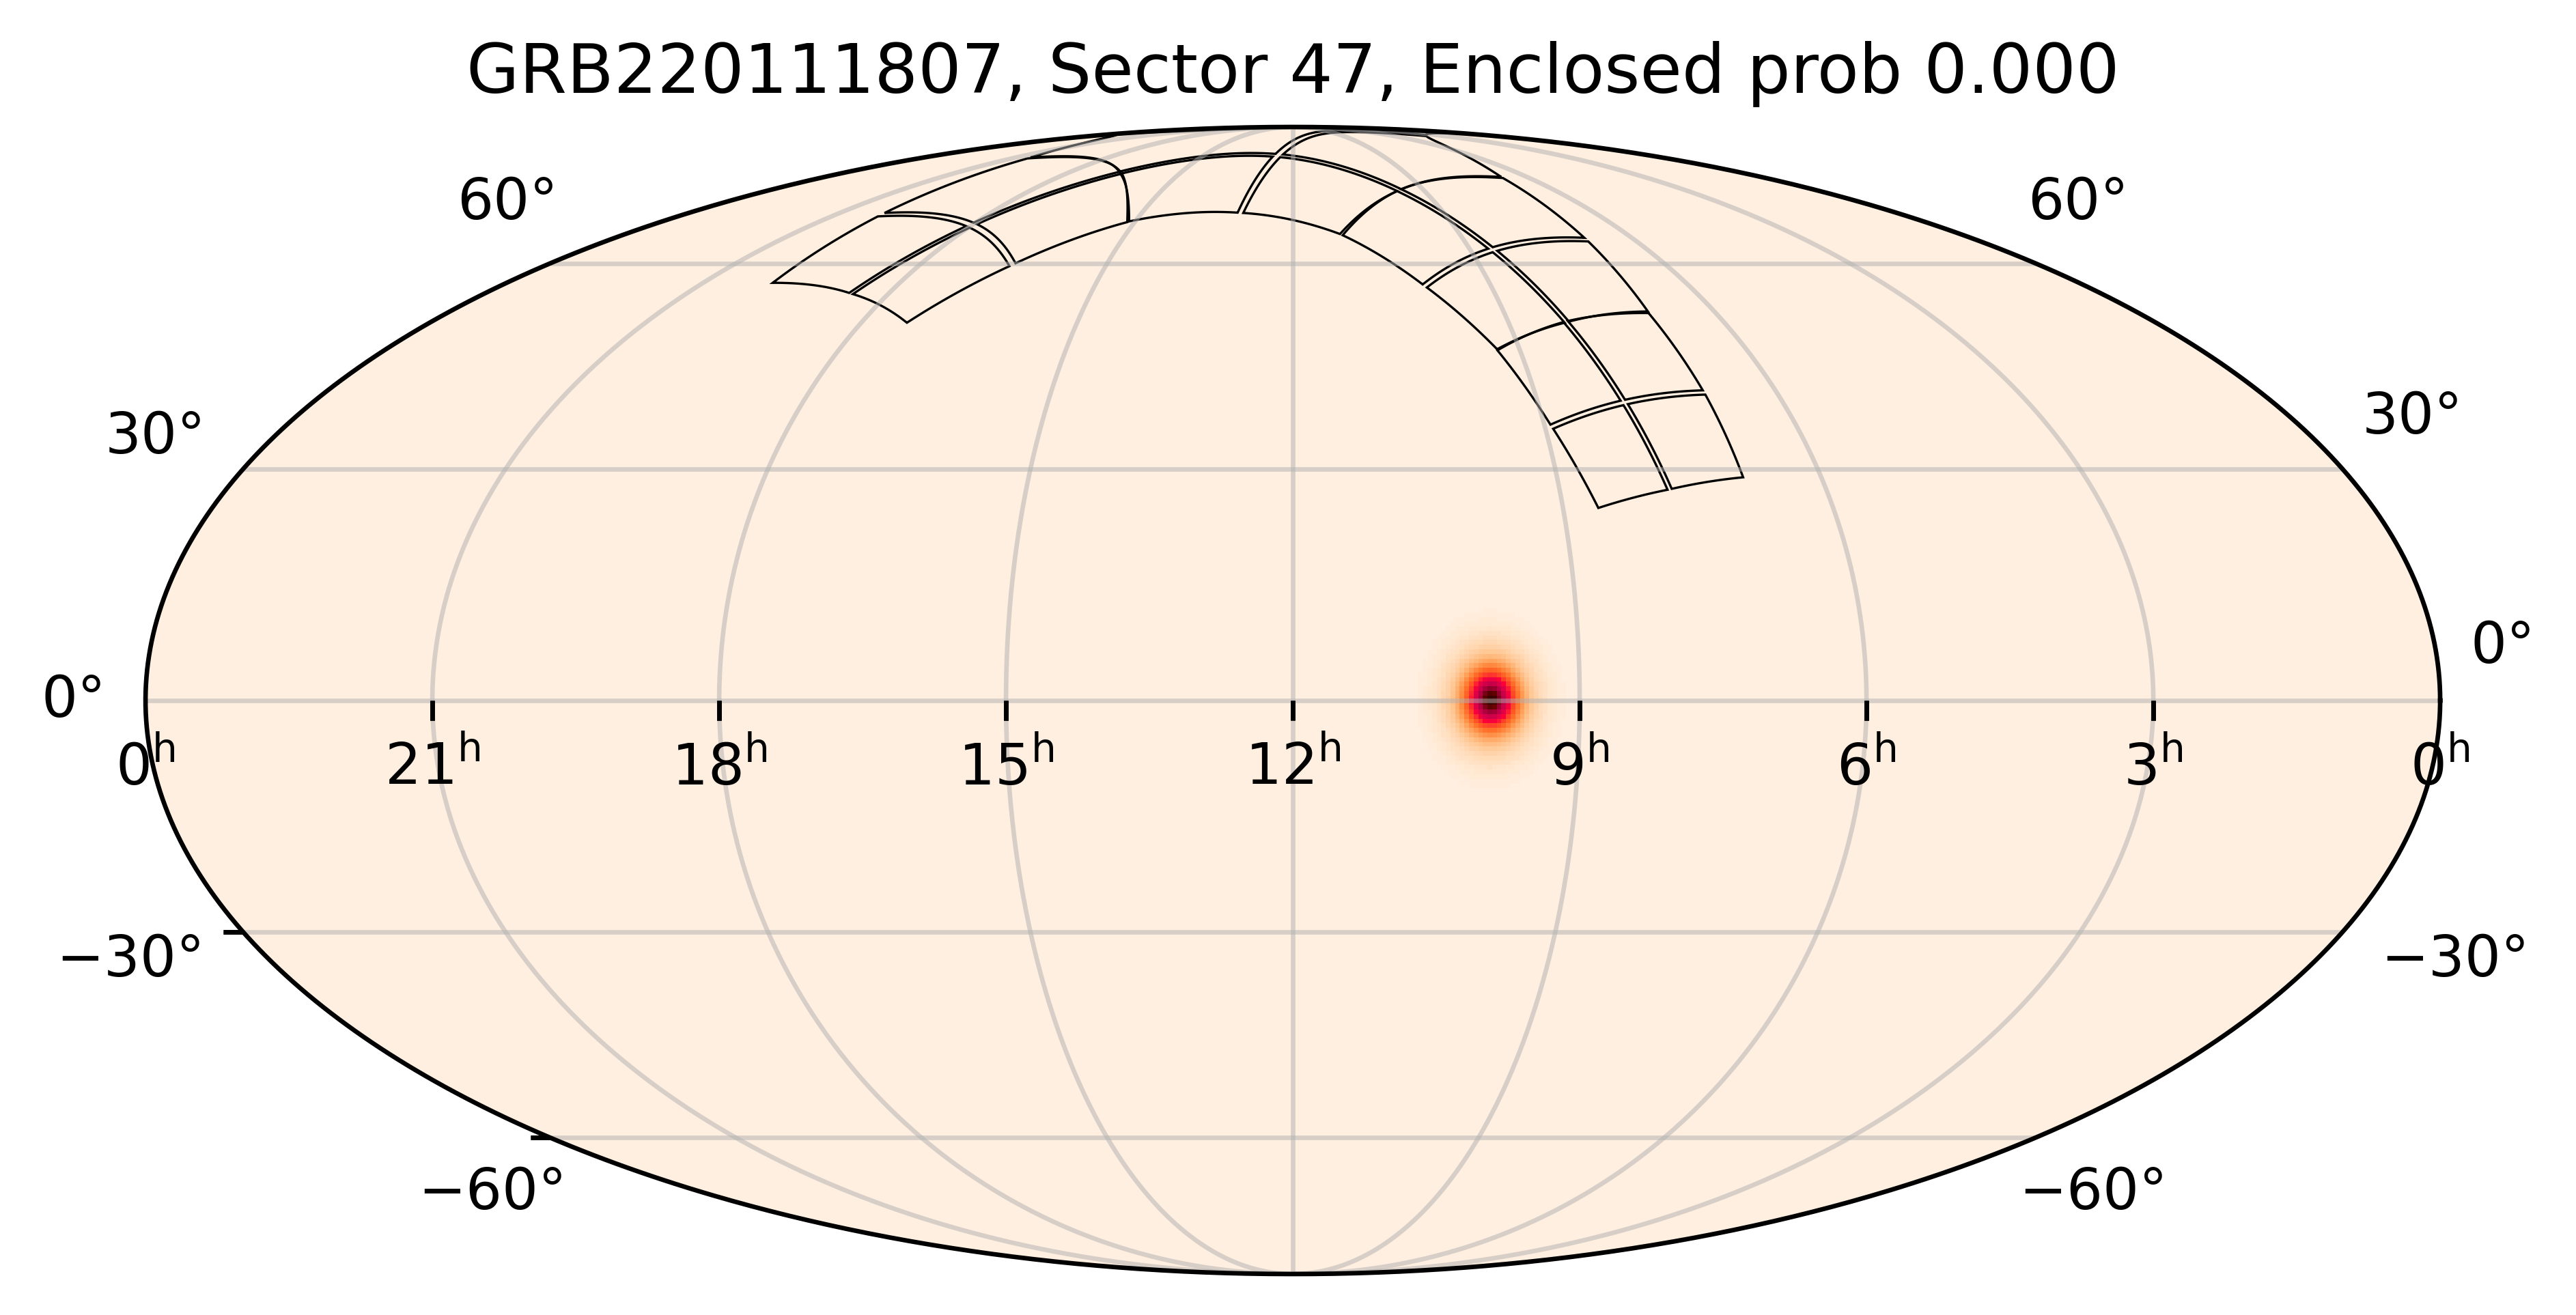 GRB220111807, Sector 47, Enclosed prob 0.000
60° 60°
30° 30°
0° 0°
0h 21h 18h 15h 12h 9h 6h 3h 0h
−30° −30°
−60° −60°